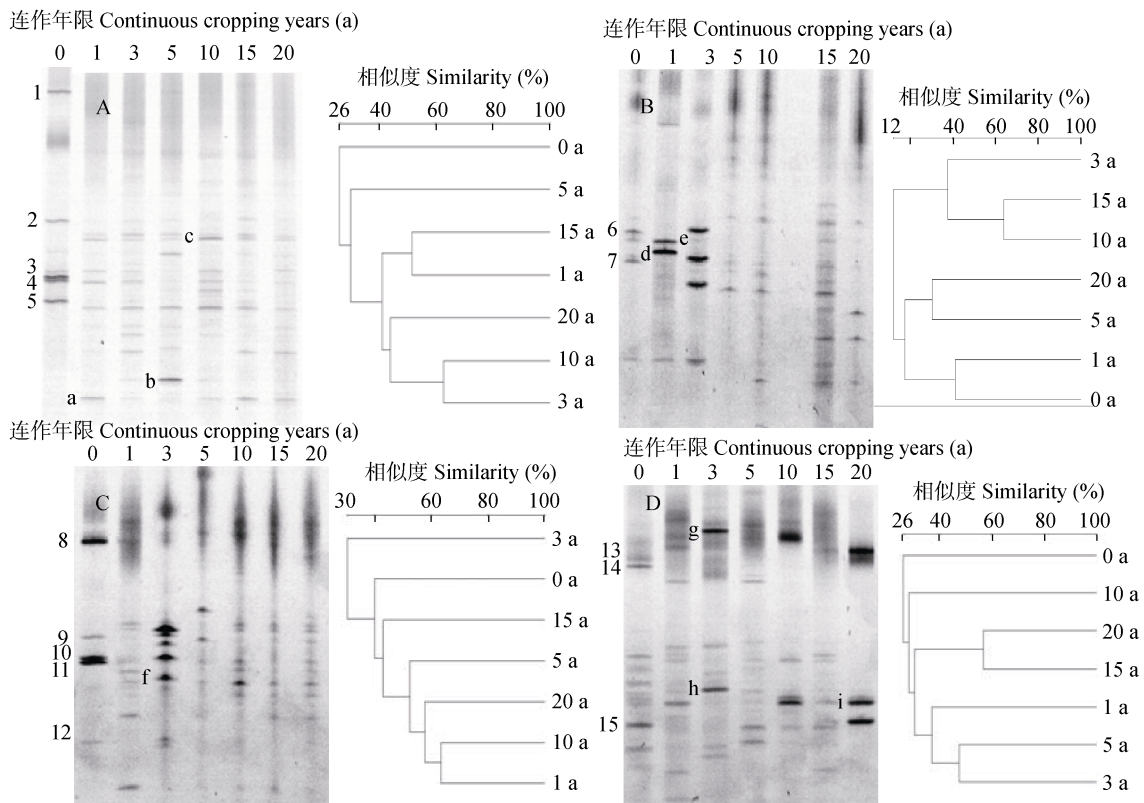 连作年限 Continuous cropping years (a)
0 1 3 5 10 15 20
相似度 Similarity (%)
26 40 60 80 100
A
1
2
3
4
5
a
b
c
0 a
5 a
15 a
1 a
20 a
10 a
3 a
连作年限 Continuous cropping years (a)
0 1 3 5 10 15 20
相似度 Similarity (%)
12 40 60 80 100
B
6
7
d
e
3 a
15 a
10 a
20 a
5 a
1 a
0 a
连作年限 Continuous cropping years (a)
0 1 3 5 10 15 20
相似度 Similarity (%)
30 60 80 100
C
8
9
10
11
12
f
3 a
0 a
15 a
5 a
20 a
10 a
1 a
连作年限 Continuous cropping years (a)
0 1 3 5 10 15 20
相似度 Similarity (%)
26 40 60 80 100
D
13
14
15
g
h
i
0 a
10 a
20 a
15 a
1 a
5 a
3 a